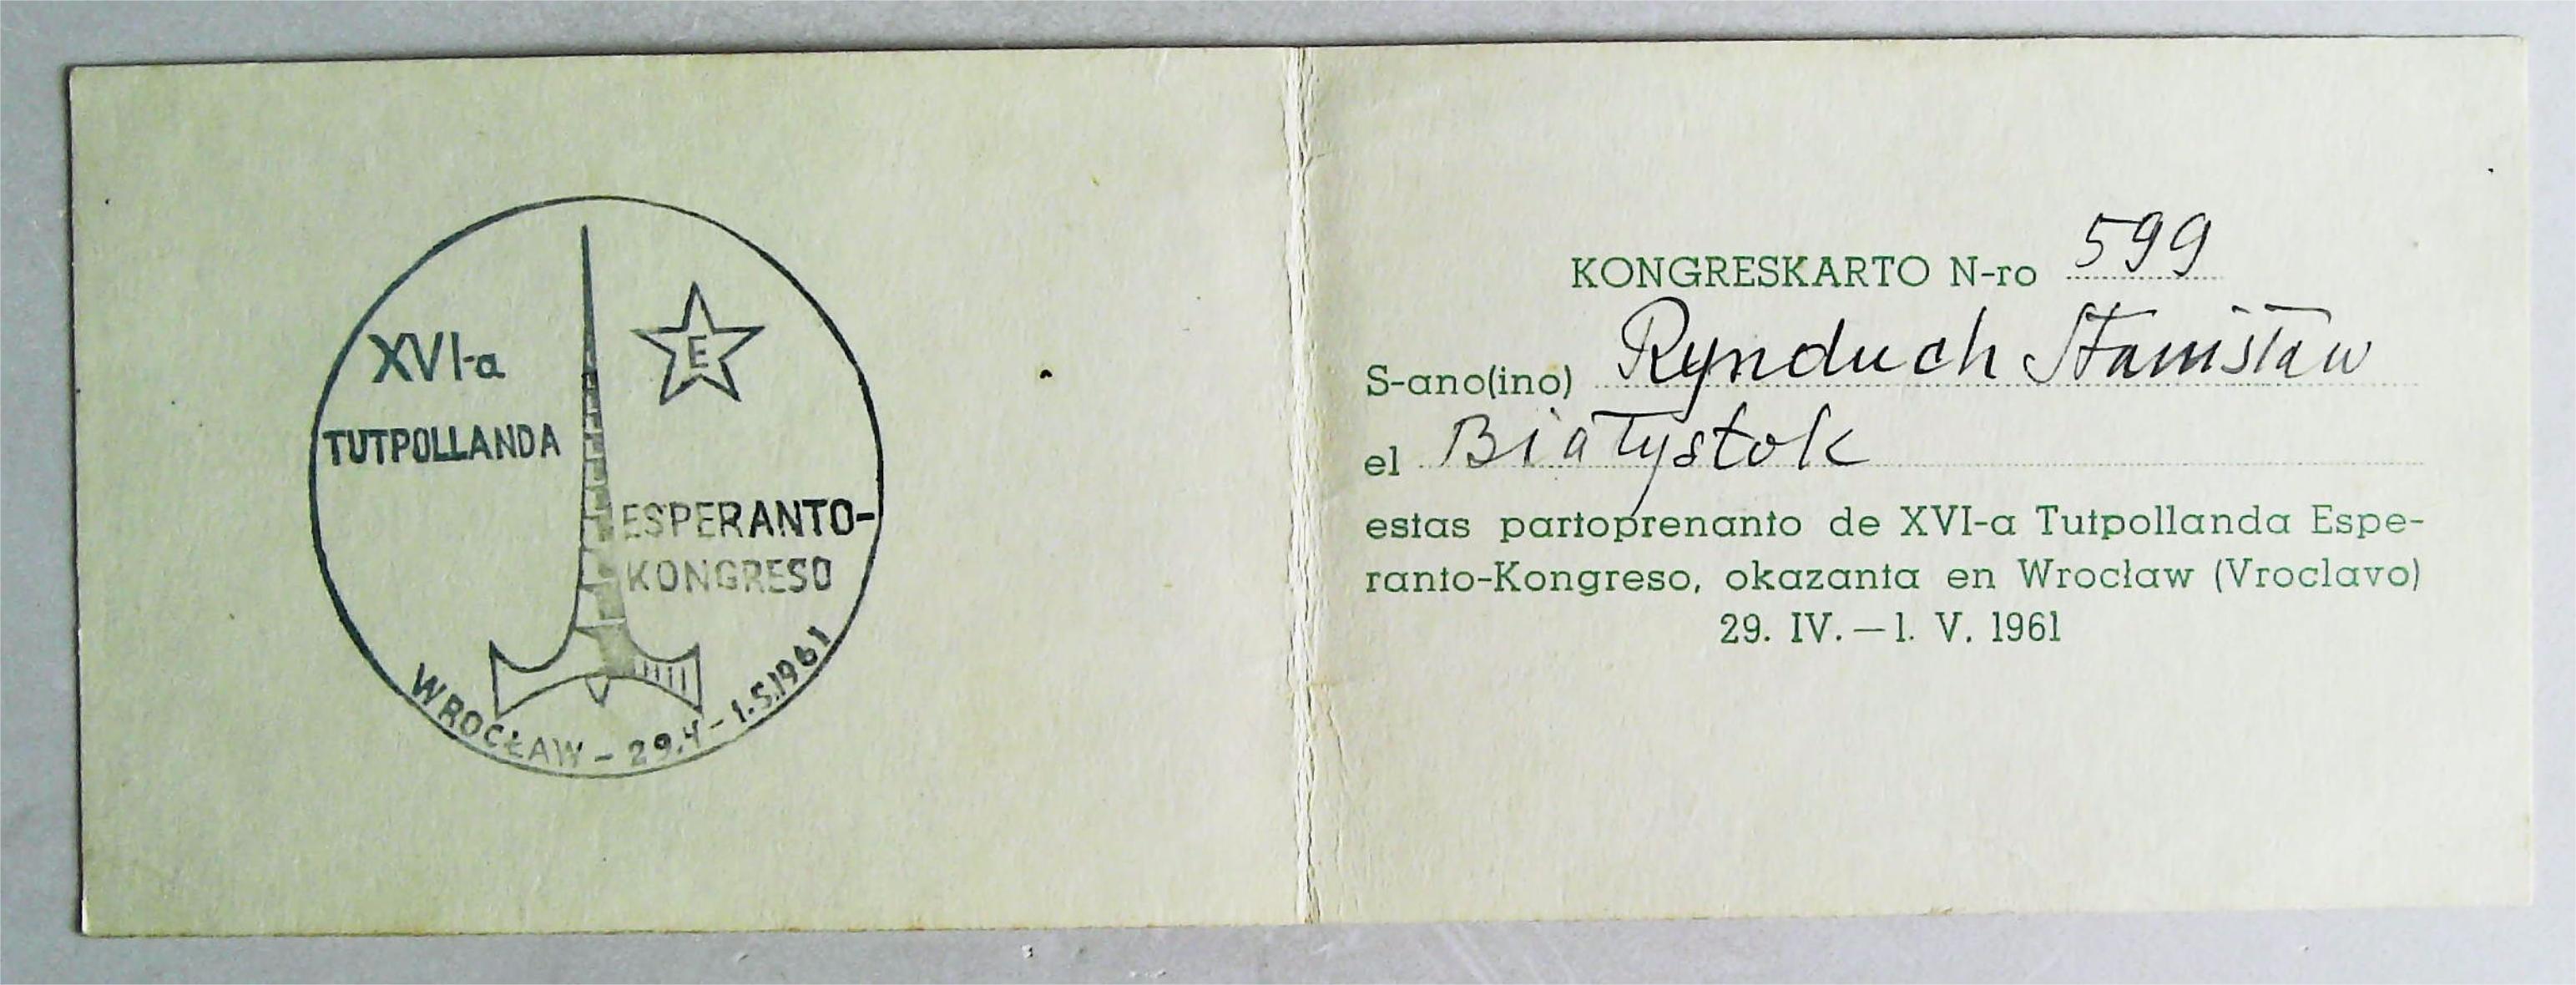 XVI-a
TUTPOLLANDA
E
ESPERANTO-
KONGRESO
WROCŁAW - 29.4 - 1.5.1961
KONGRESKARTO N-ro 599
S-ano(ino) Rynduch Stanisław
el Białystok
estas partoprenanto de XVI-a Tutpollanda Espe-
ranto-Kongreso, okazanta en Wrocław (Vroclavo)
29. IV. — 1. V. 1961